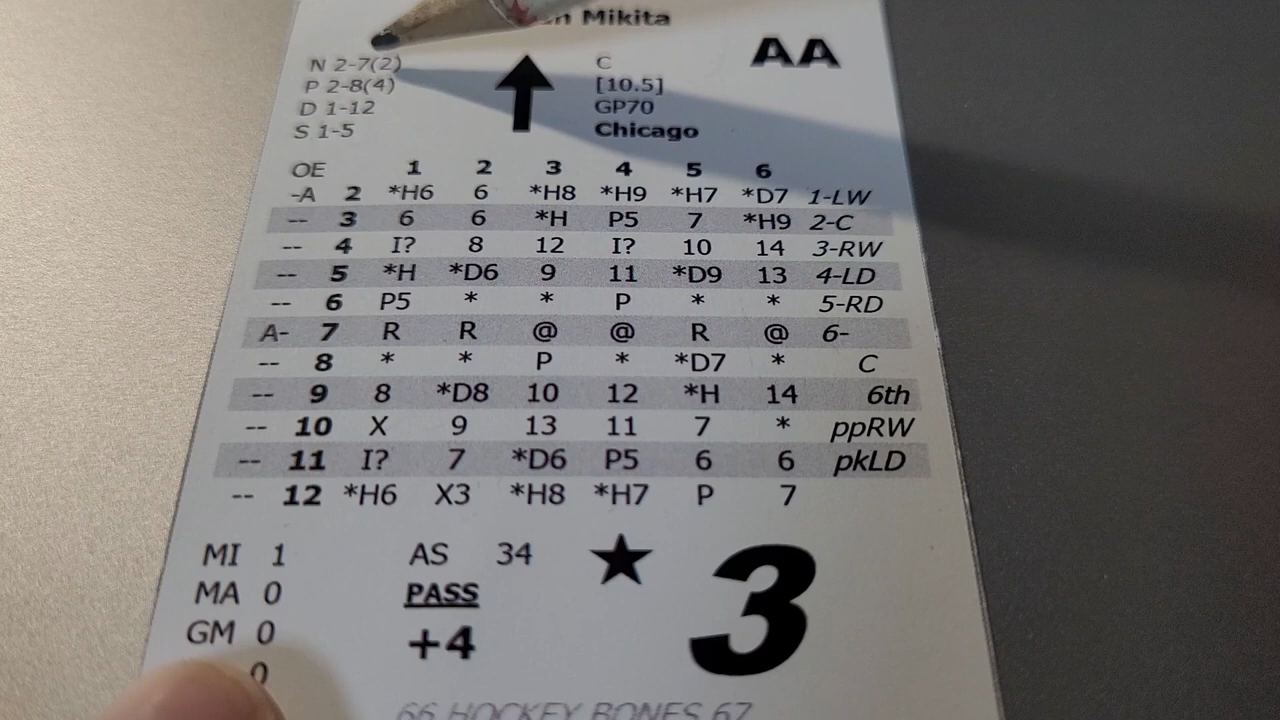 Mikita
AA
N 2-7(2) C
P 2-8(4) [10.5]
D 1-12 GP70
S 1-5 Chicago
OE 1 2 3 4 5 6
-A 2 *H6 6 *H8 *H9 *H7 *D7 1-LW
-- 3 6 6 *H P5 7 *H9 2-C
-- 4 I? 8 12 I? 10 14 3-RW
-- 5 *H *D6 9 11 *D9 13 4-LD
-- 6 P5 * * P * * 5-RD
A- 7 R R @ @ R @ 6-
-- 8 * * P * *D7 * C
-- 9 8 *D8 10 12 *H 14 6th
-- 10 X 9 13 11 7 * ppRW
-- 11 I? 7 *D6 P5 6 6 pkLD
-- 12 *H6 X3 *H8 *H7 P 7
MI 1 AS 34 ★ 3
MA 0 PASS
GM 0 +4
0
66 HOCKEY BONES 67